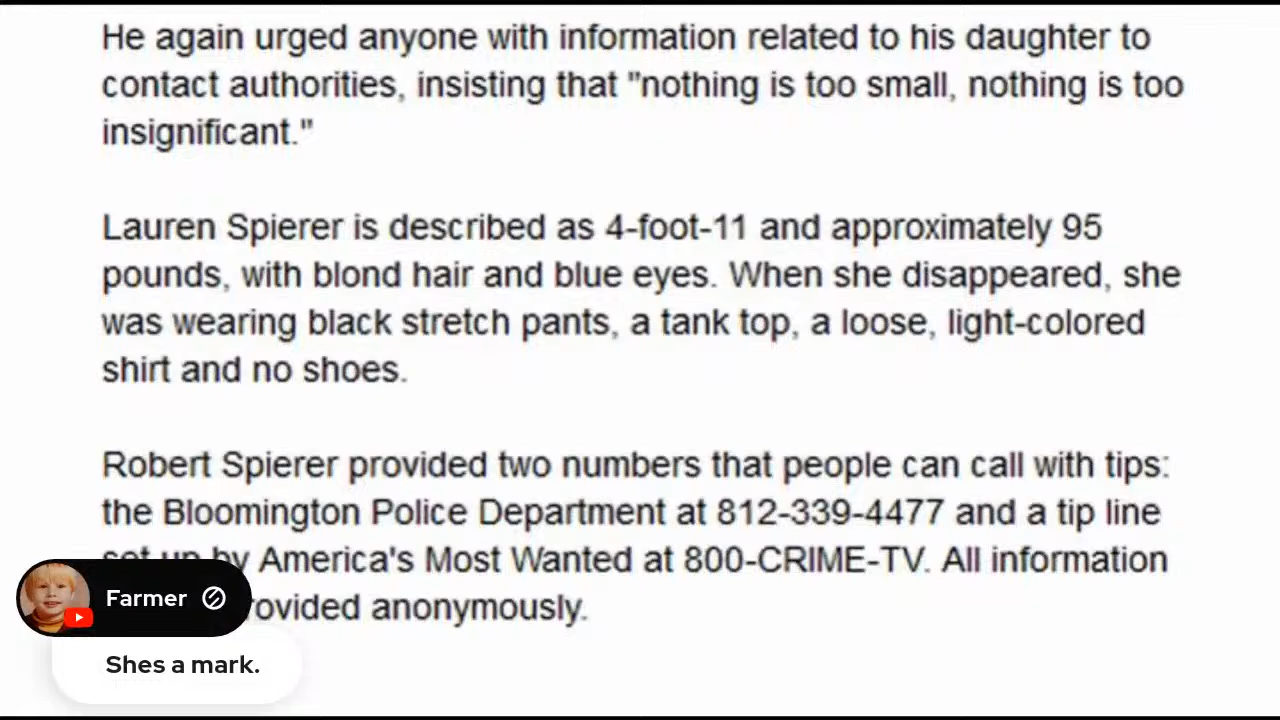 He again urged anyone with information related to his daughter to
contact authorities, insisting that "nothing is too small, nothing is too
insignificant."
Lauren Spierer is described as 4-foot-11 and approximately 95
pounds, with blond hair and blue eyes. When she disappeared, she
was wearing black stretch pants, a tank top, a loose, light-colored
shirt and no shoes.
Robert Spierer provided two numbers that people can call with tips:
the Bloomington Police Department at 812-339-4477 and a tip line
set up by America's Most Wanted at 800-CRIME-TV. All information
anonymously.
Farmer
Shes a mark.